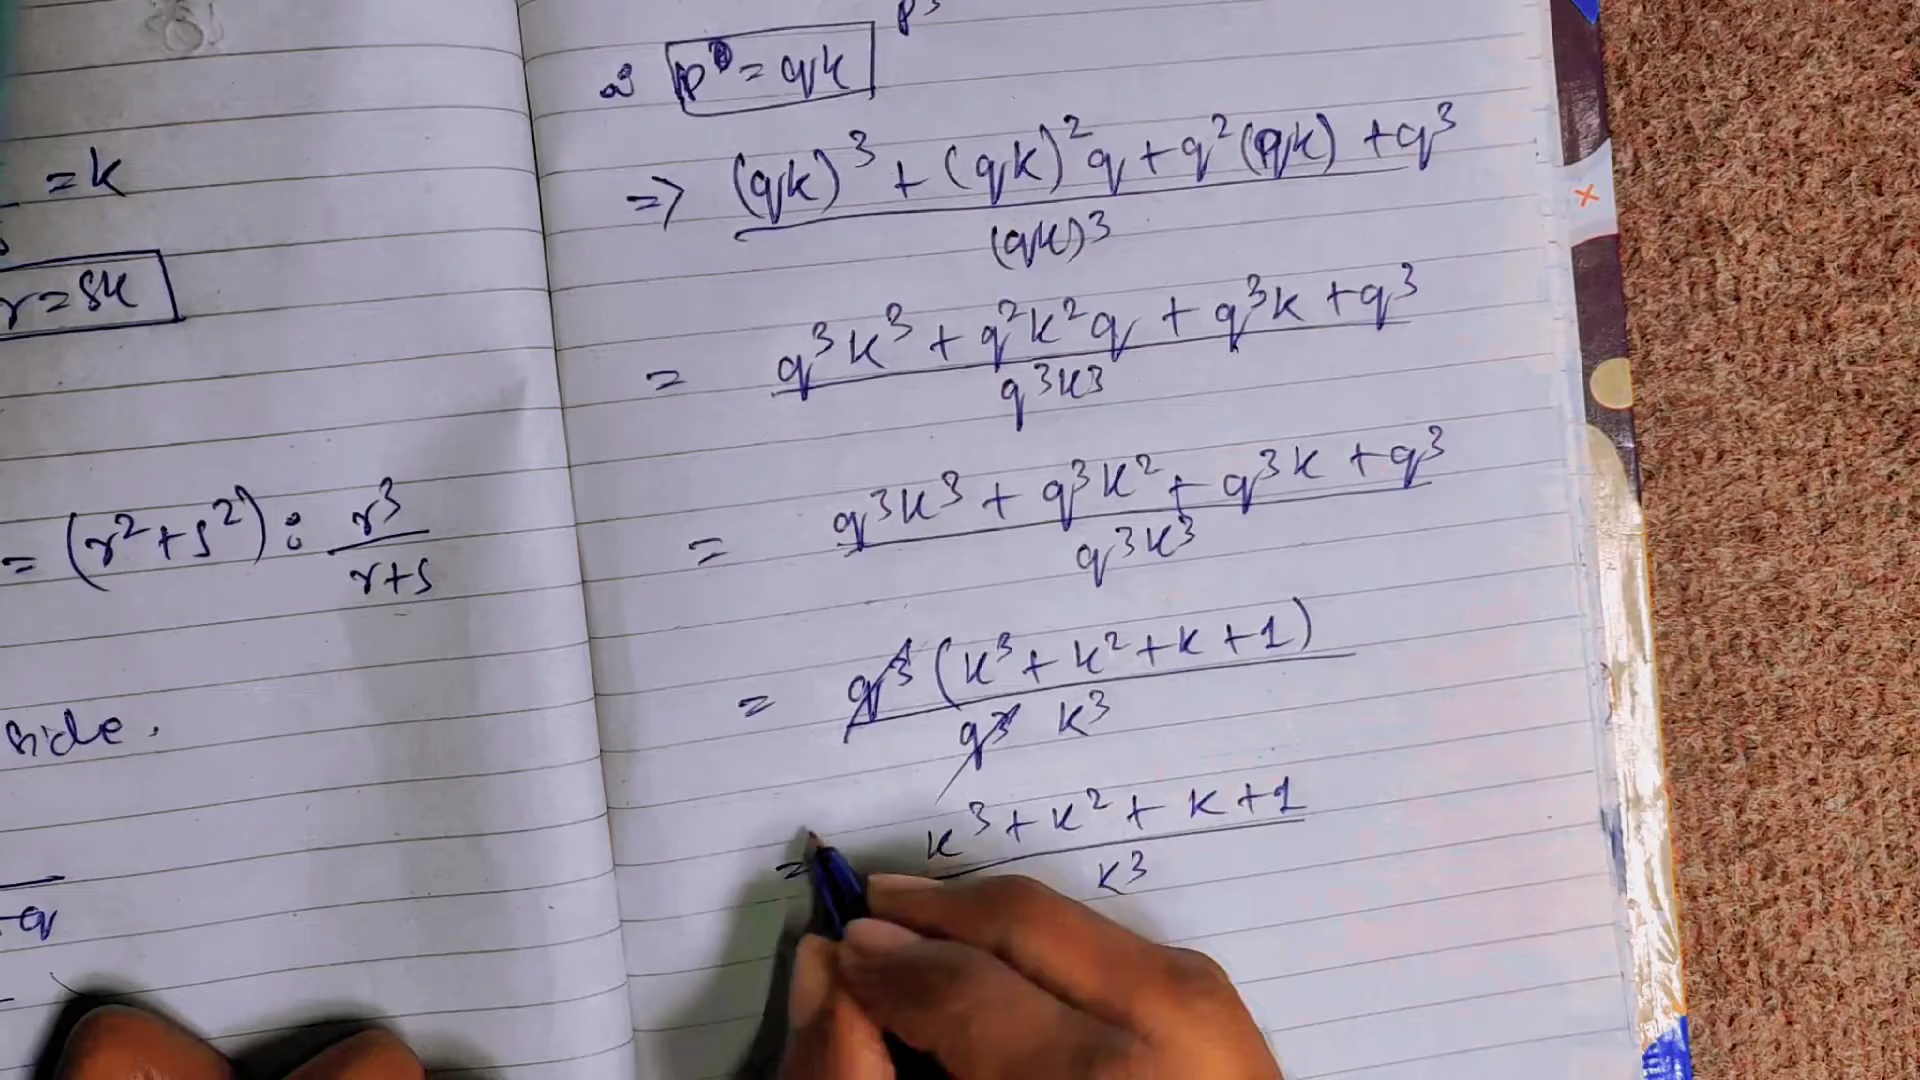 = k
r = sk
= (r²+s²) : r³/r+s
side.
-q
p³
∴ p = qk
=> (qk)³ + (qk)²q + q²(qk) + q³ / (qk)³
= q³k³ + q²k²q + q³k + q³ / q³k³
= q³k³ + q³k² + q³k + q³ / q³k³
= q³(k³ + k² + k + 1) / q³ k³
= k³ + k² + k + 1 / k³